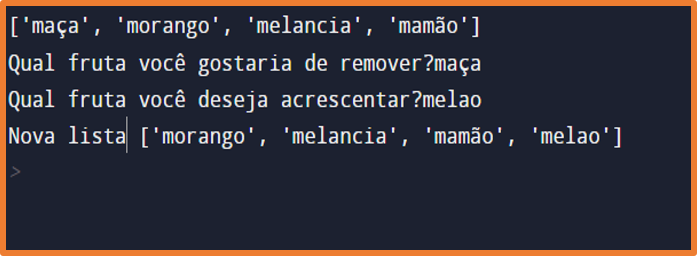 ['maça', 'morango', 'melancia', 'mamão']
Qual fruta você gostaria de remover?maça
Qual fruta você deseja acrescentar?melao
Nova lista ['morango', 'melancia', 'mamão', 'melao']
>